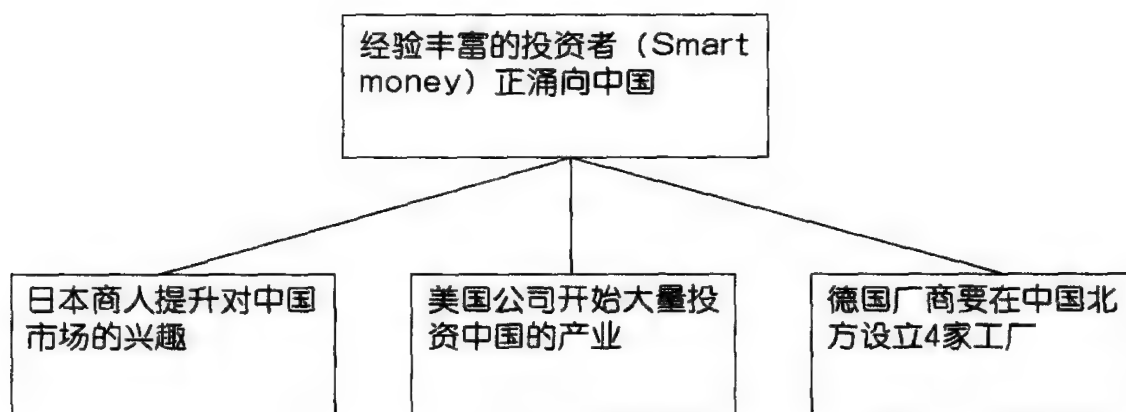 经验丰富的投资者（Smart
money）正涌向中国
日本商人提升对中国
市场的兴趣
美国公司开始大量投
资中国的产业
德国厂商要在中国北
方设立4家工厂